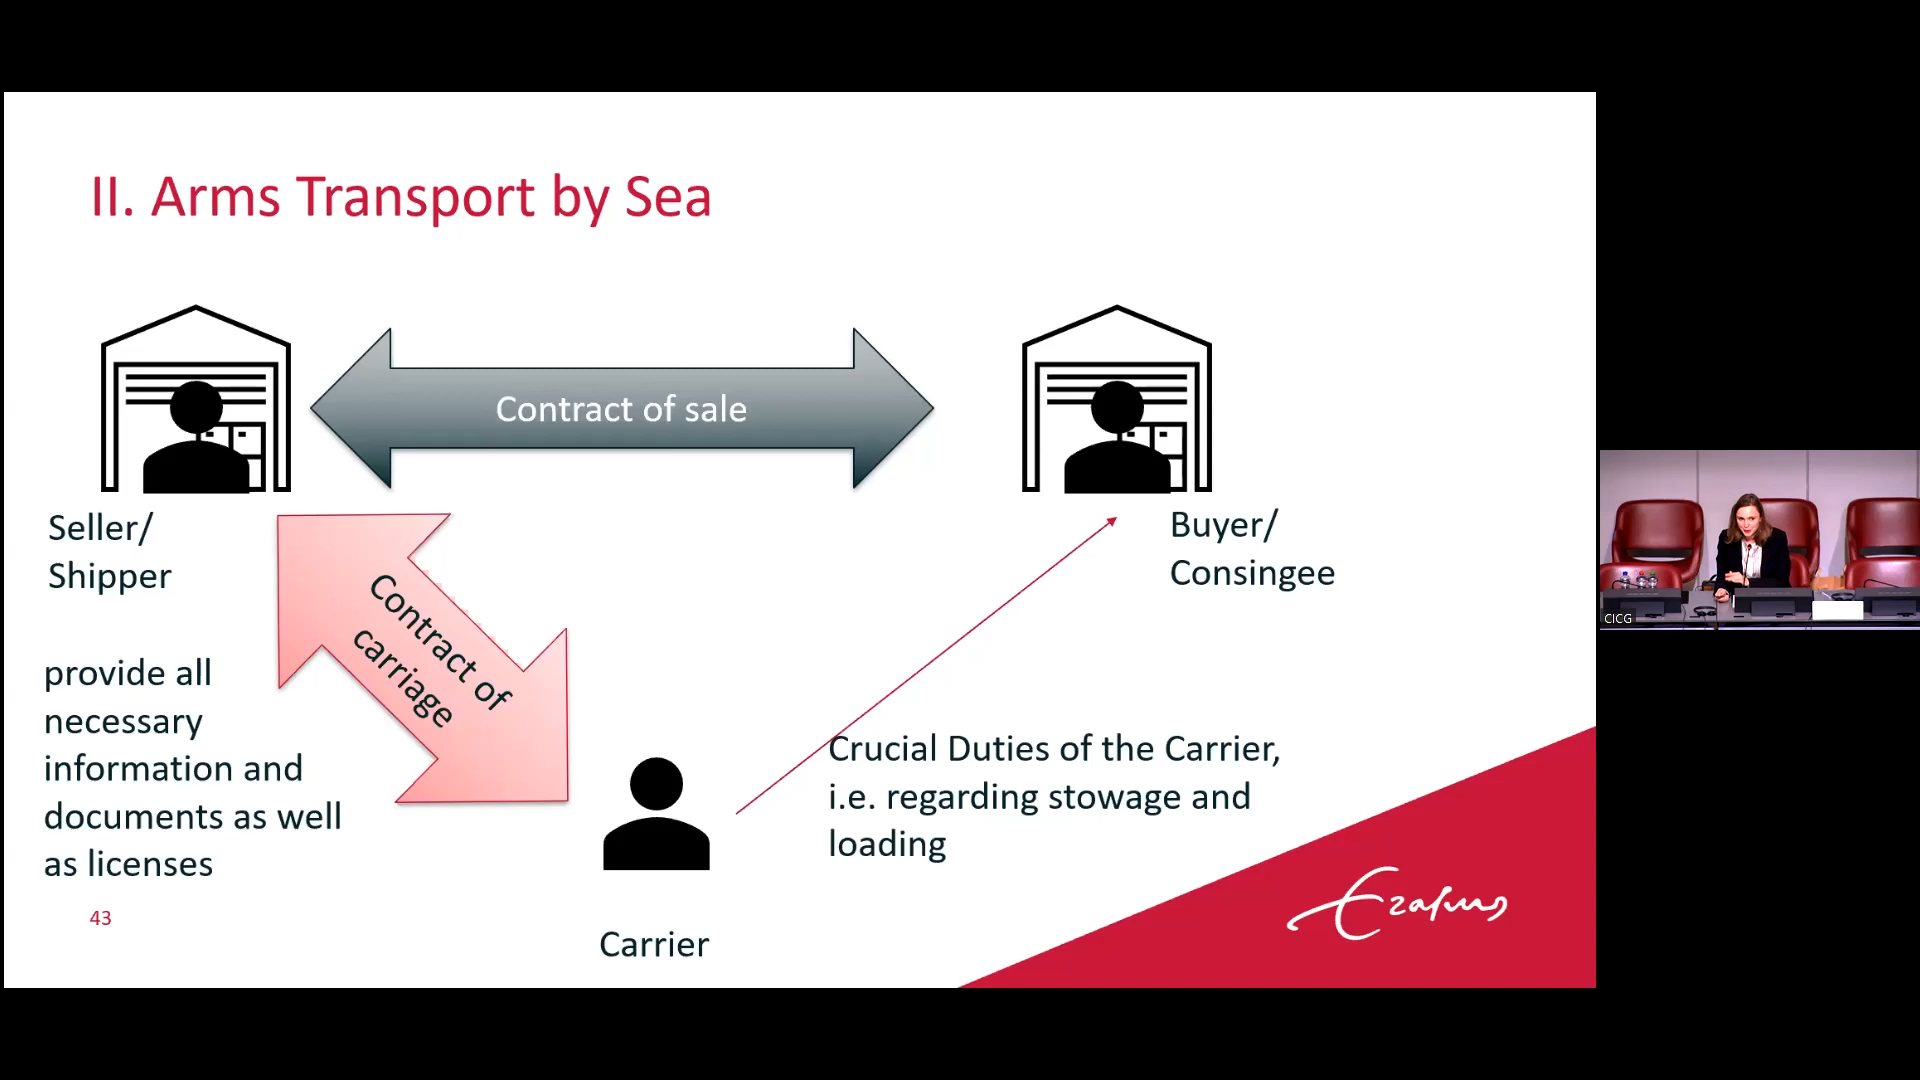 II. Arms Transport by Sea
Contract of sale
Seller/
Shipper
Buyer/
Consingee
Contract of
carriage
provide all
necessary
information and
documents as well
as licenses
Crucial Duties of the Carrier,
i.e. regarding stowage and
loading
Carrier
43
Erasmus
CICG